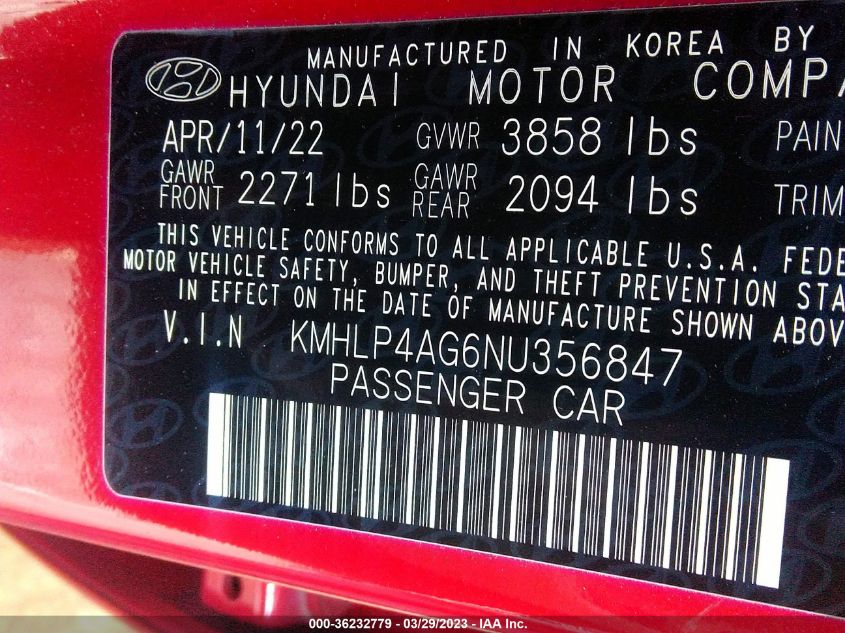 MANUFACTURED IN KOREA BY
HYUNDAI MOTOR COMPA
APR/11/22 GVWR 3858 lbs PAIN
GAWR FRONT 2271 lbs GAWR REAR 2094 lbs TRIM
THIS VEHICLE CONFORMS TO ALL APPLICABLE U.S.A. FEDE
MOTOR VEHICLE SAFETY, BUMPER, AND THEFT PREVENTION STA
IN EFFECT ON THE DATE OF MANUFACTURE SHOWN ABOV
V.I.N KMHLP4AG6NU356847
PASSENGER CAR
000-36232779 - 03/29/2023 - IAA Inc.